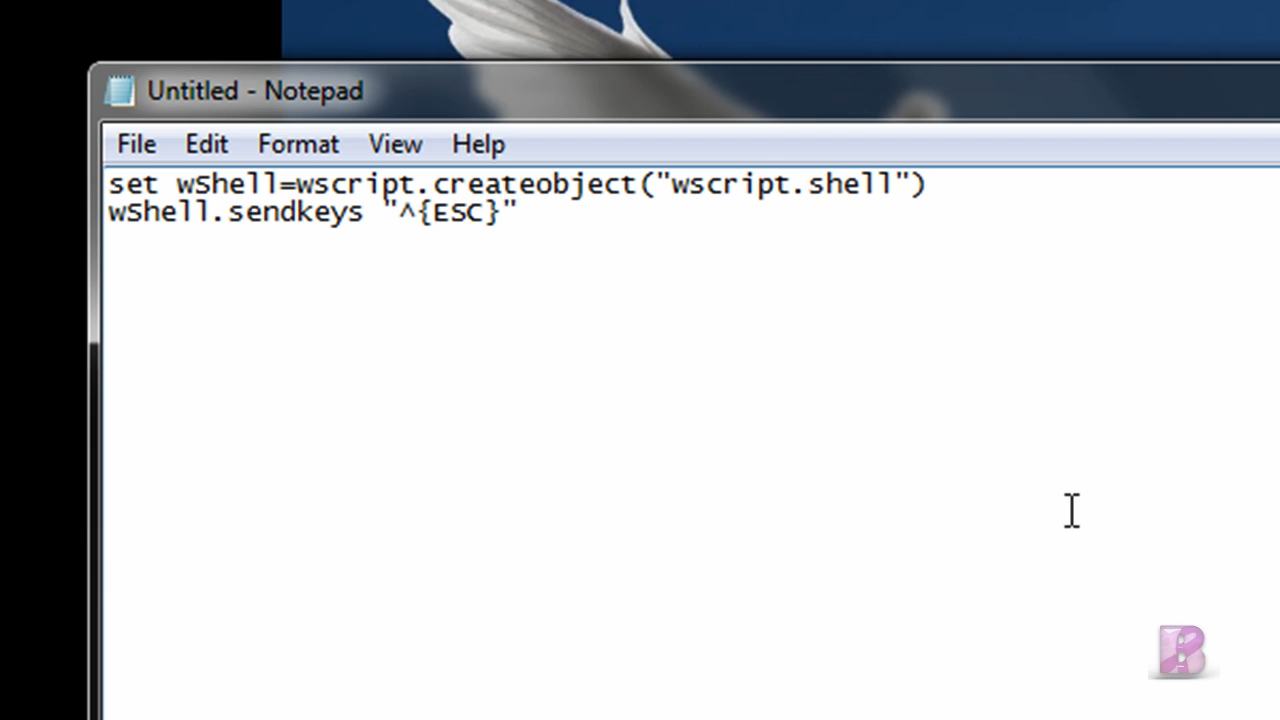 Untitled - Notepad
File Edit Format View Help
set wShell=wscript.createobject("wscript.shell")
wShell.sendkeys "^{ESC}"
B